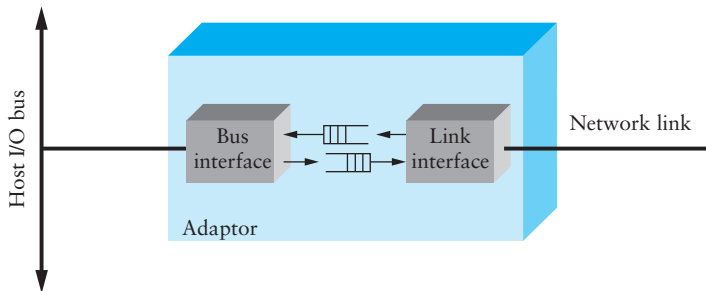 Host I/O bus
Bus
interface
Link
interface
Network link
Adaptor